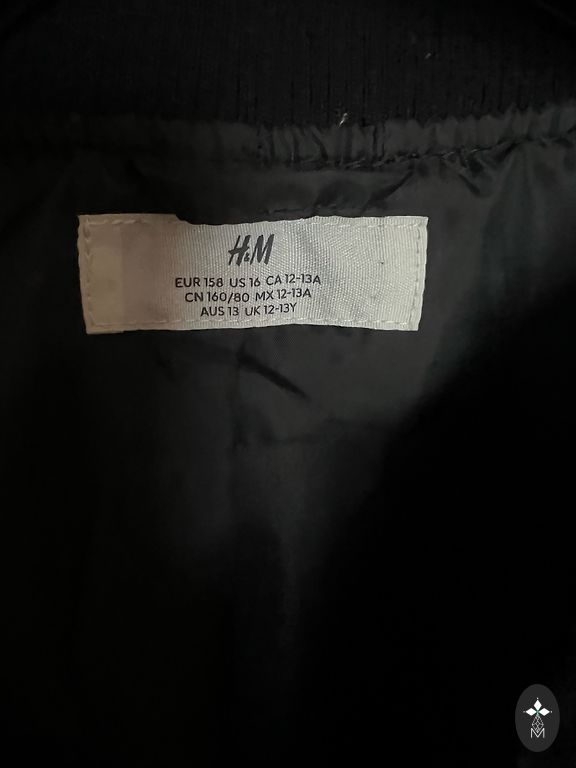 H&M
EUR 158 US 16 CA 12-13A
CN 160/80 MX 12-13A
AUS 13 UK 12-13Y
M